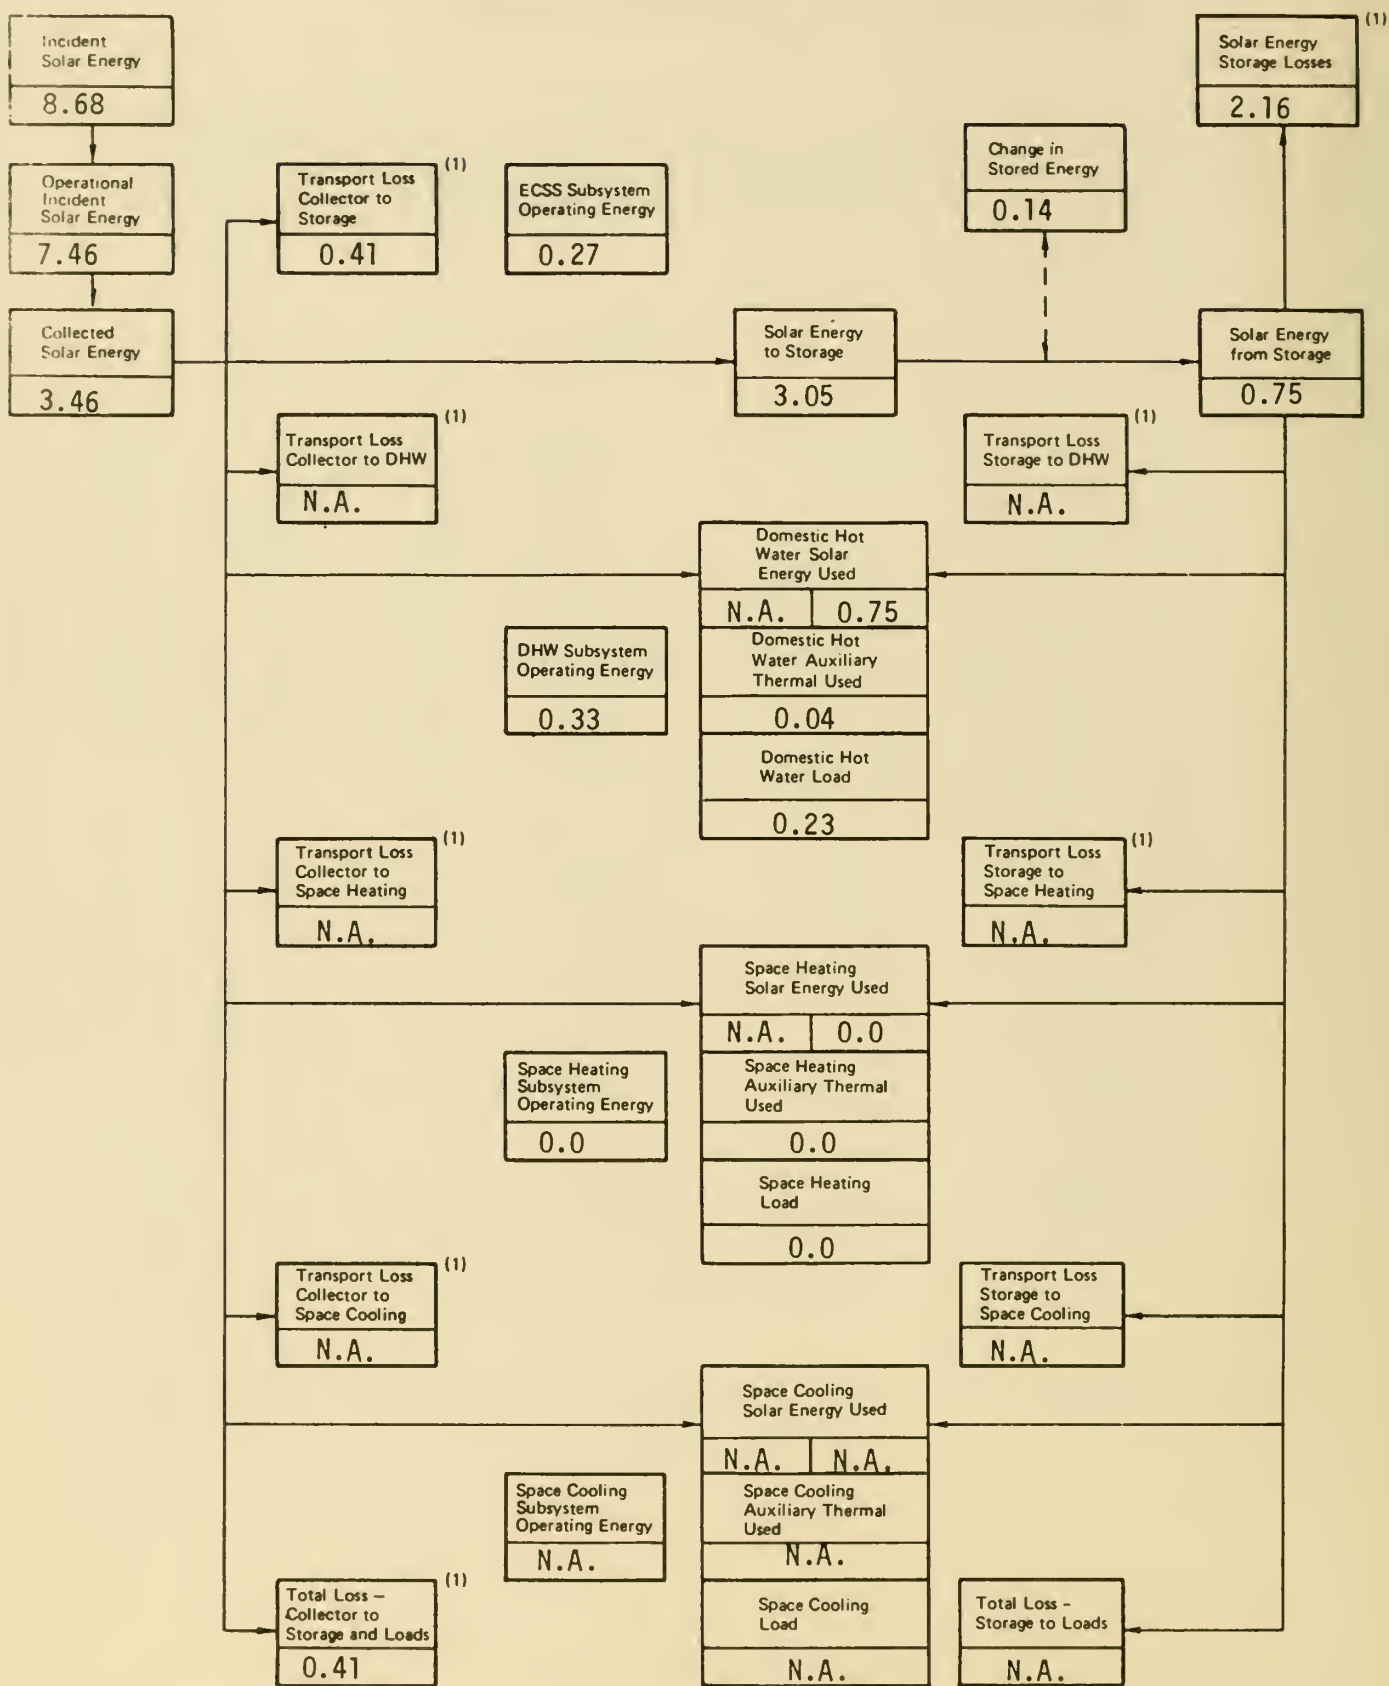 Incident
Solar Energy
8.68
(1)
Solar Energy
Storage Losses
2.16
Operational
Incident
Solar Energy
7.46
(1)
Transport Loss
Collector to
Storage
0.41
ECSS Subsystem
Operating Energy
0.27
Change in
Stored Energy
0.14
Collected
Solar Energy
3.46
Solar Energy
to Storage
3.05
Solar Energy
from Storage
0.75
(1)
Transport Loss
Collector to DHW
N.A.
(1)
Transport Loss
Storage to DHW
N.A.
Domestic Hot
Water Solar
Energy Used
N.A. 0.75
Domestic Hot
Water Auxiliary
Thermal Used
0.04
Domestic Hot
Water Load
0.23
DHW Subsystem
Operating Energy
0.33
(1)
Transport Loss
Collector to
Space Heating
N.A.
(1)
Transport Loss
Storage to
Space Heating
N.A.
Space Heating
Solar Energy Used
N.A. 0.0
Space Heating
Auxiliary Thermal
Used
0.0
Space Heating
Load
0.0
Space Heating
Subsystem
Operating Energy
0.0
(1)
Transport Loss
Collector to
Space Cooling
N.A.
Transport Loss
Storage to
Space Cooling
N.A.
Space Cooling
Solar Energy Used
N.A. N.A.
Space Cooling
Auxiliary Thermal
Used
N.A.
Space Cooling
Load
N.A.
Space Cooling
Subsystem
Operating Energy
N.A.
(1)
Total Loss –
Collector to
Storage and Loads
0.41
Total Loss –
Storage to Loads
N.A.